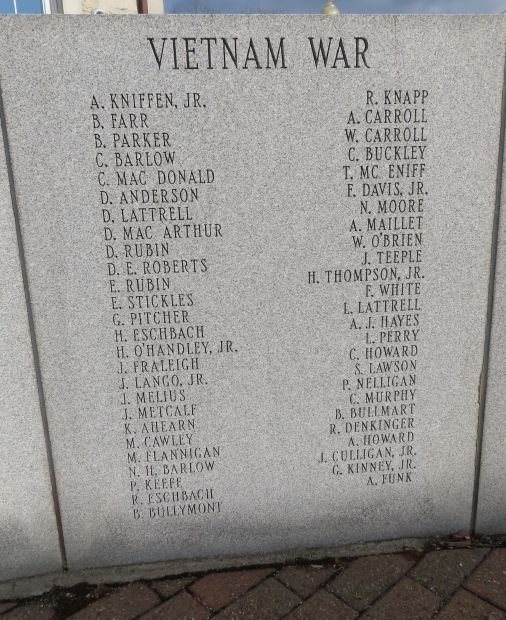 VIETNAM WAR
A. KNIFFEN, JR.
B. FARR
B. PARKER
C. BARLOW
C. MAC DONALD
D. ANDERSON
D. LATTRELL
D. MAC ARTHUR
D. RUBIN
D. E. ROBERTS
E. RUBIN
E. STICKLES
G. PITCHER
H. ESCHBACH
H. O'HANDLEY, JR.
J. FRALEIGH
J. LANGO, JR.
J. MELIUS
J. METCALF
K. AHEARN
M. CAWLEY
M. FLANNIGAN
N. H. BARLOW
P. KEEFE
R. ESCHBACH
B. BULLYMONT
R. KNAPP
A. CARROLL
W. CARROLL
C. BUCKLEY
T. MC ENIFF
F. DAVIS, JR.
N. MOORE
A. MAILLET
W. O'BRIEN
J. TEEPLE
H. THOMPSON, JR.
F. WHITE
L. LATTRELL
A. J. HAYES
L. PERRY
C. HOWARD
S. LAWSON
P. NELLIGAN
C. MURPHY
B. BULLMART
R. DENKINGER
A. HOWARD
J. CULLIGAN, JR.
G. KINNEY, JR.
A. FUNK